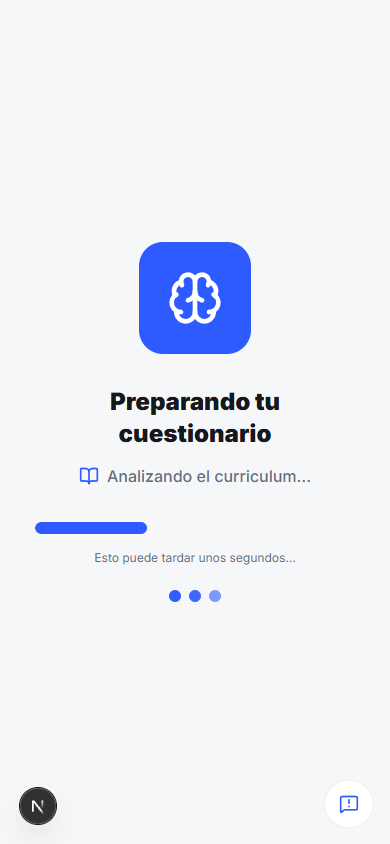 Preparando tu
cuestionario
Analizando el curriculum...
Esto puede tardar unos segundos...
N